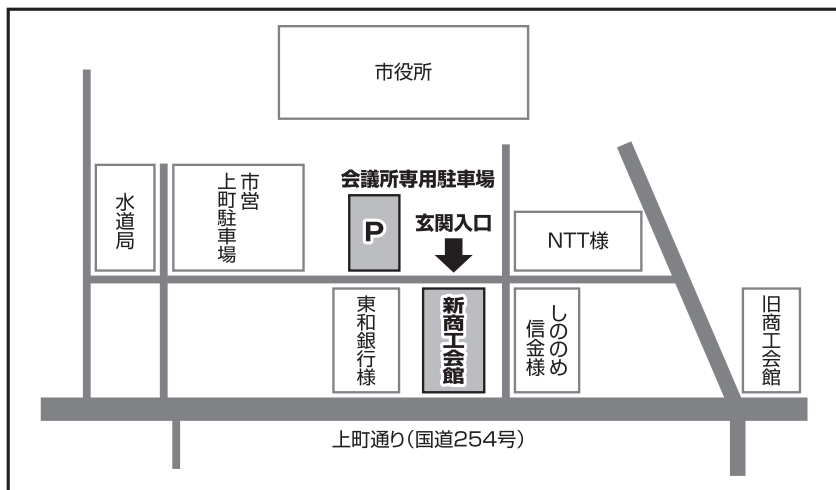 市役所
会議所専用駐車場
水道局
市営
上町駐車場
P
玄関入口
NTT様
東和銀行様
新商工会館
しののめ
信金様
旧商工会館
上町通り(国道254号)